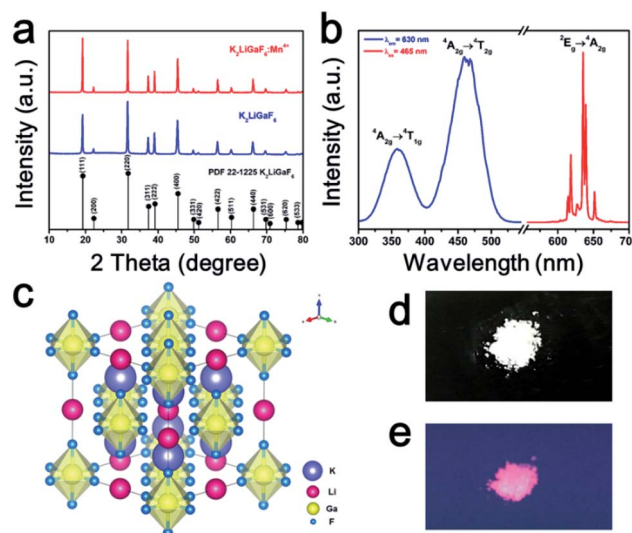 a
K2LiGaF6:Mn4+
K2LiGaF6
PDF 22-1225 K2LiGaF6
(111)
(200)
(220)
(311)
(222)
(400)
(331)
(420)
(422)
(511)
(440)
(531)
(600)
(620)
(533)
Intensity (a.u.)
10 20 30 40 50 60 70 80
2 Theta (degree)
b
λem= 630 nm
λex= 465 nm
4A2g→4T2g
2Eg→4A2g
4A2g→4T1g
Intensity (a.u.)
300 350 400 450 500 600 650 700
Wavelength (nm)
c
K
Li
Ga
F
d
e